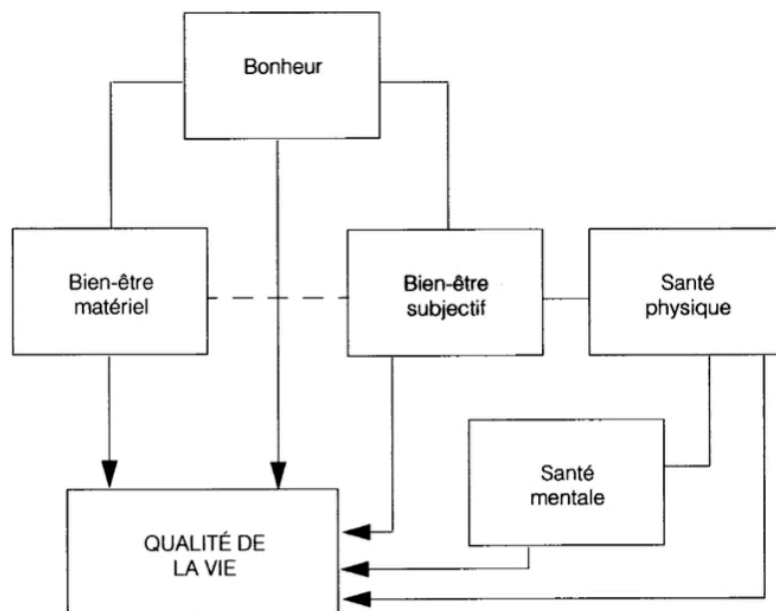 Bonheur
Bien-être
matériel
Bien-être
subjectif
Santé
physique
Santé
mentale
QUALITÉ DE
LA VIE